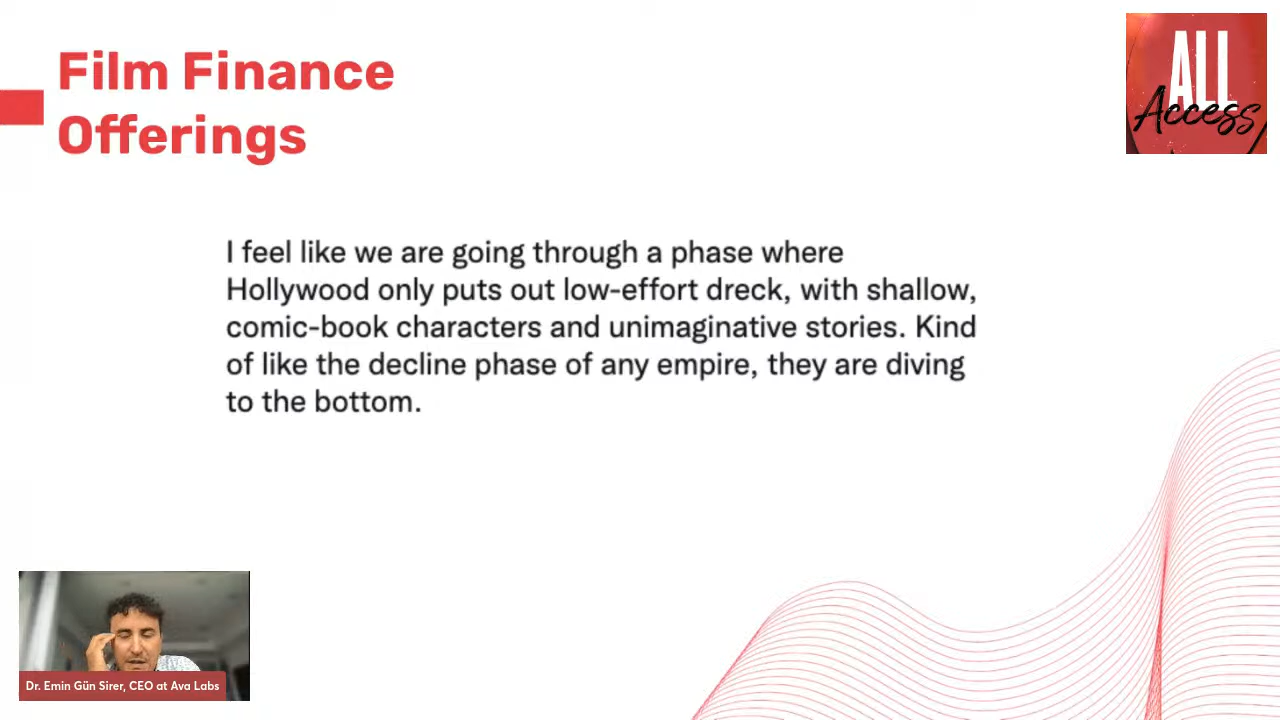 Film Finance
Offerings
ALL
Access
I feel like we are going through a phase where
Hollywood only puts out low-effort dreck, with shallow,
comic-book characters and unimaginative stories. Kind
of like the decline phase of any empire, they are diving
to the bottom.
Dr. Emin Gün Sirer, CEO at Ava Labs